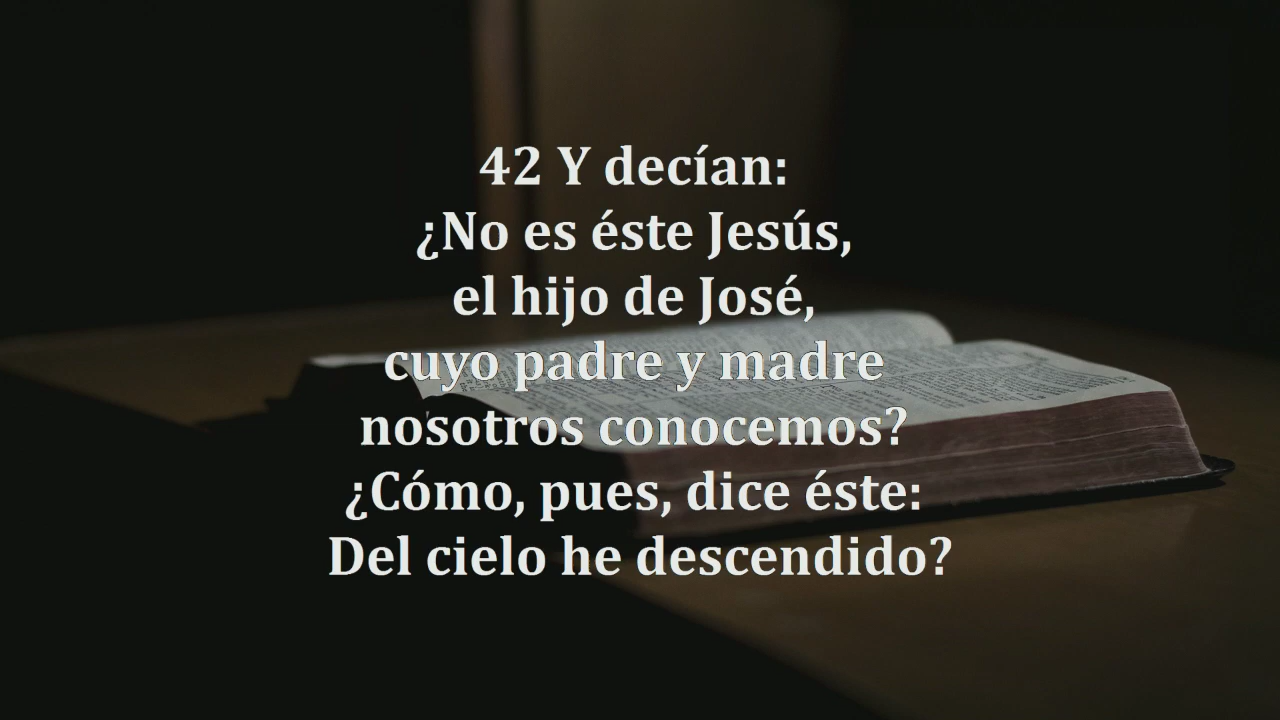 42 Y decían:
¿No es éste Jesús,
el hijo de José,
cuyo padre y madre
nosotros conocemos?
¿Cómo, pues, dice éste:
Del cielo he descendido?